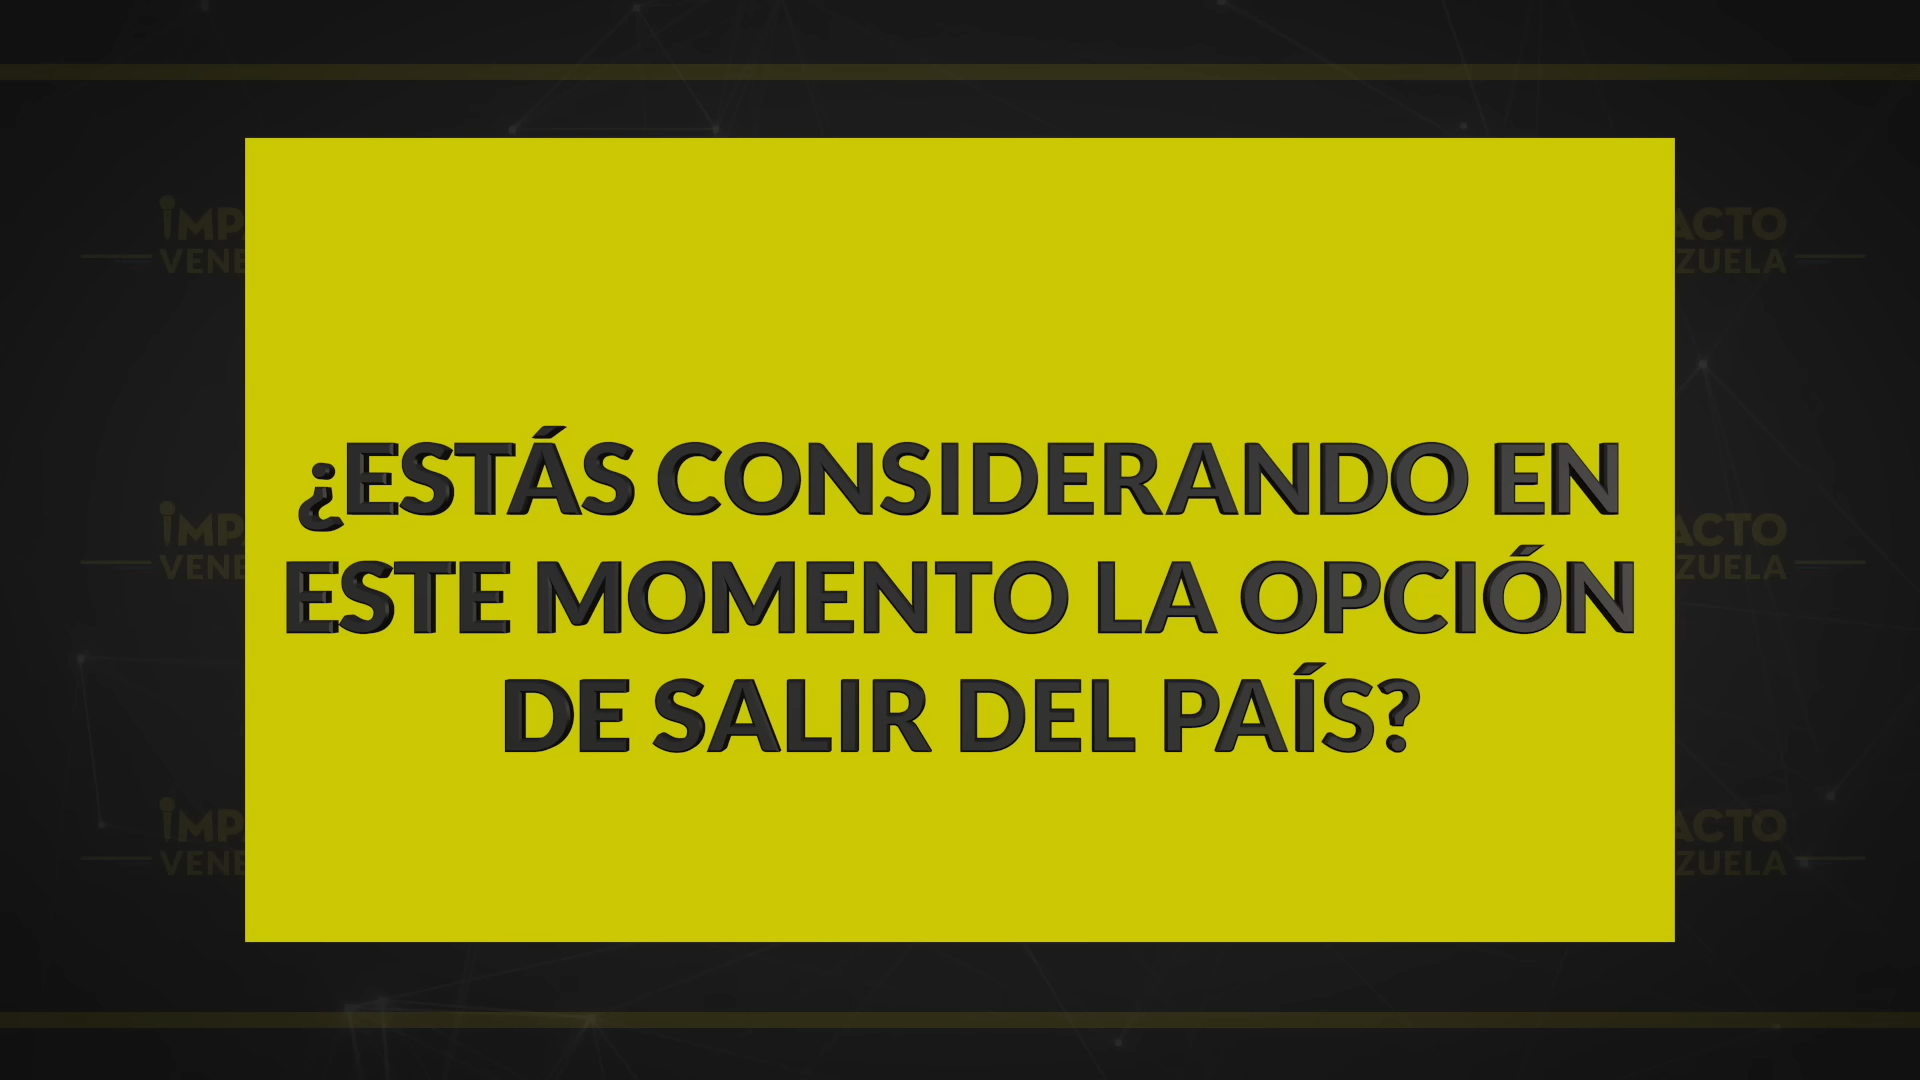 ¿ESTÁS CONSIDERANDO EN
ESTE MOMENTO LA OPCIÓN
DE SALIR DEL PAÍS?